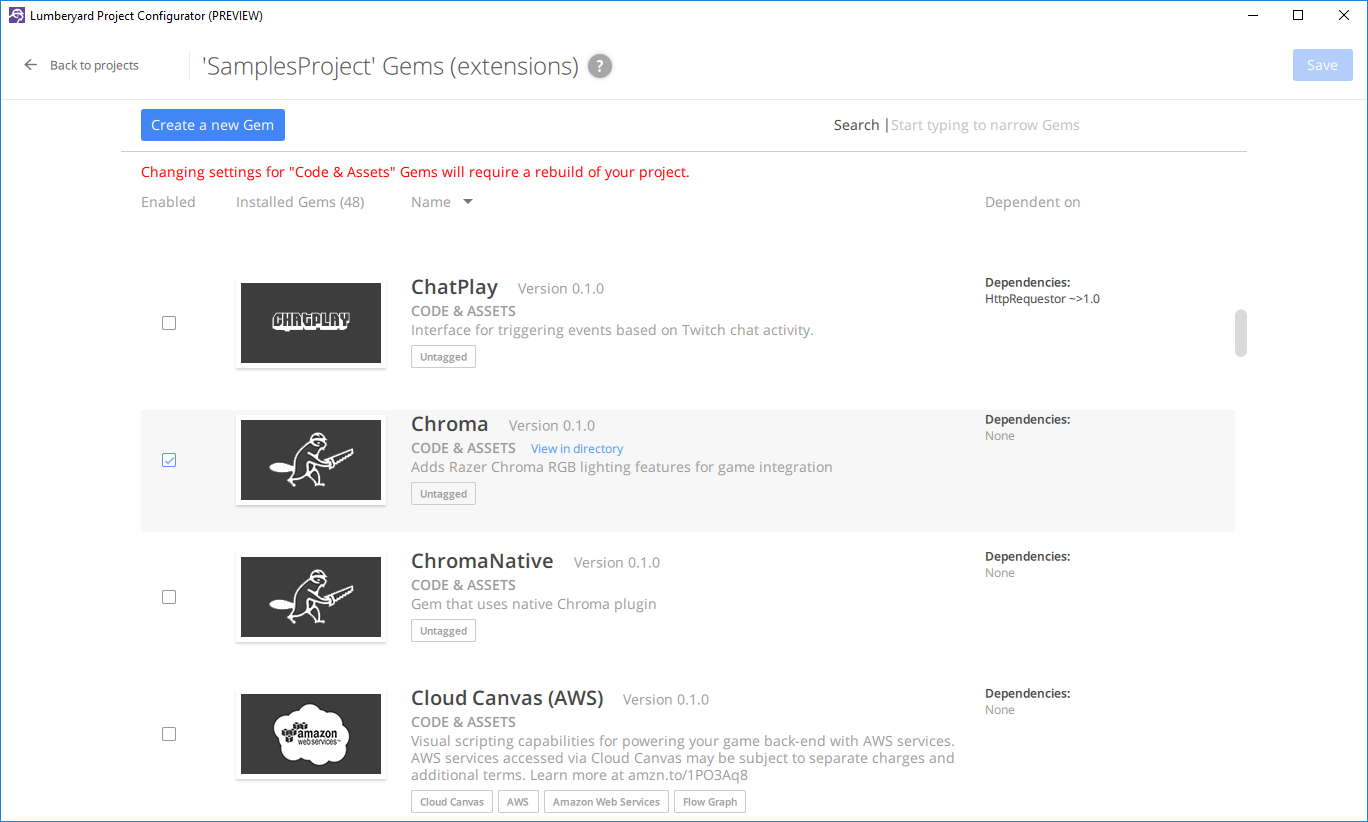 Lumberyard Project Configurator (PREVIEW)
Back to projects
'SamplesProject' Gems (extensions) ?
Save
Create a new Gem
Search Start typing to narrow Gems
Changing settings for "Code & Assets" Gems will require a rebuild of your project.
Enabled Installed Gems (48) Name Dependent on
CHATPLAY
ChatPlay Version 0.1.0
CODE & ASSETS
Interface for triggering events based on Twitch chat activity.
Untagged
Dependencies:
HttpRequestor ~>1.0
Chroma Version 0.1.0
CODE & ASSETS View in directory
Adds Razer Chroma RGB lighting features for game integration
Untagged
Dependencies:
None
ChromaNative Version 0.1.0
CODE & ASSETS
Gem that uses native Chroma plugin
Untagged
Dependencies:
None
amazon
web services™
Cloud Canvas (AWS) Version 0.1.0
CODE & ASSETS
Visual scripting capabilities for powering your game back-end with AWS services.
AWS services accessed via Cloud Canvas may be subject to separate charges and
additional terms. Learn more at amzn.to/1PO3Aq8
Cloud Canvas AWS Amazon Web Services Flow Graph
Dependencies:
None